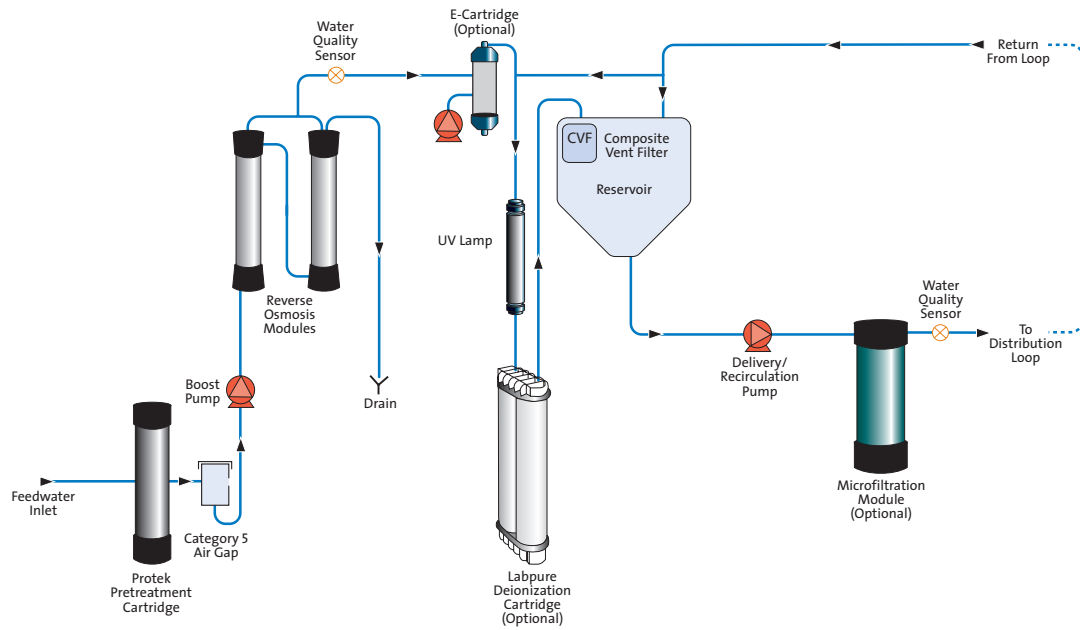 E-Cartridge
(Optional)
Water
Quality
Sensor
Return
From Loop
CVF
Composite
Vent Filter
Reservoir
UV Lamp
Reverse
Osmosis
Modules
Water
Quality
Sensor
To
Distribution
Loop
Delivery/
Recirculation
Pump
Boost
Pump
Drain
Feedwater
Inlet
Category 5
Air Gap
Microfiltration
Module
(Optional)
Protek
Pretreatment
Cartridge
Labpure
Deionization
Cartridge
(Optional)